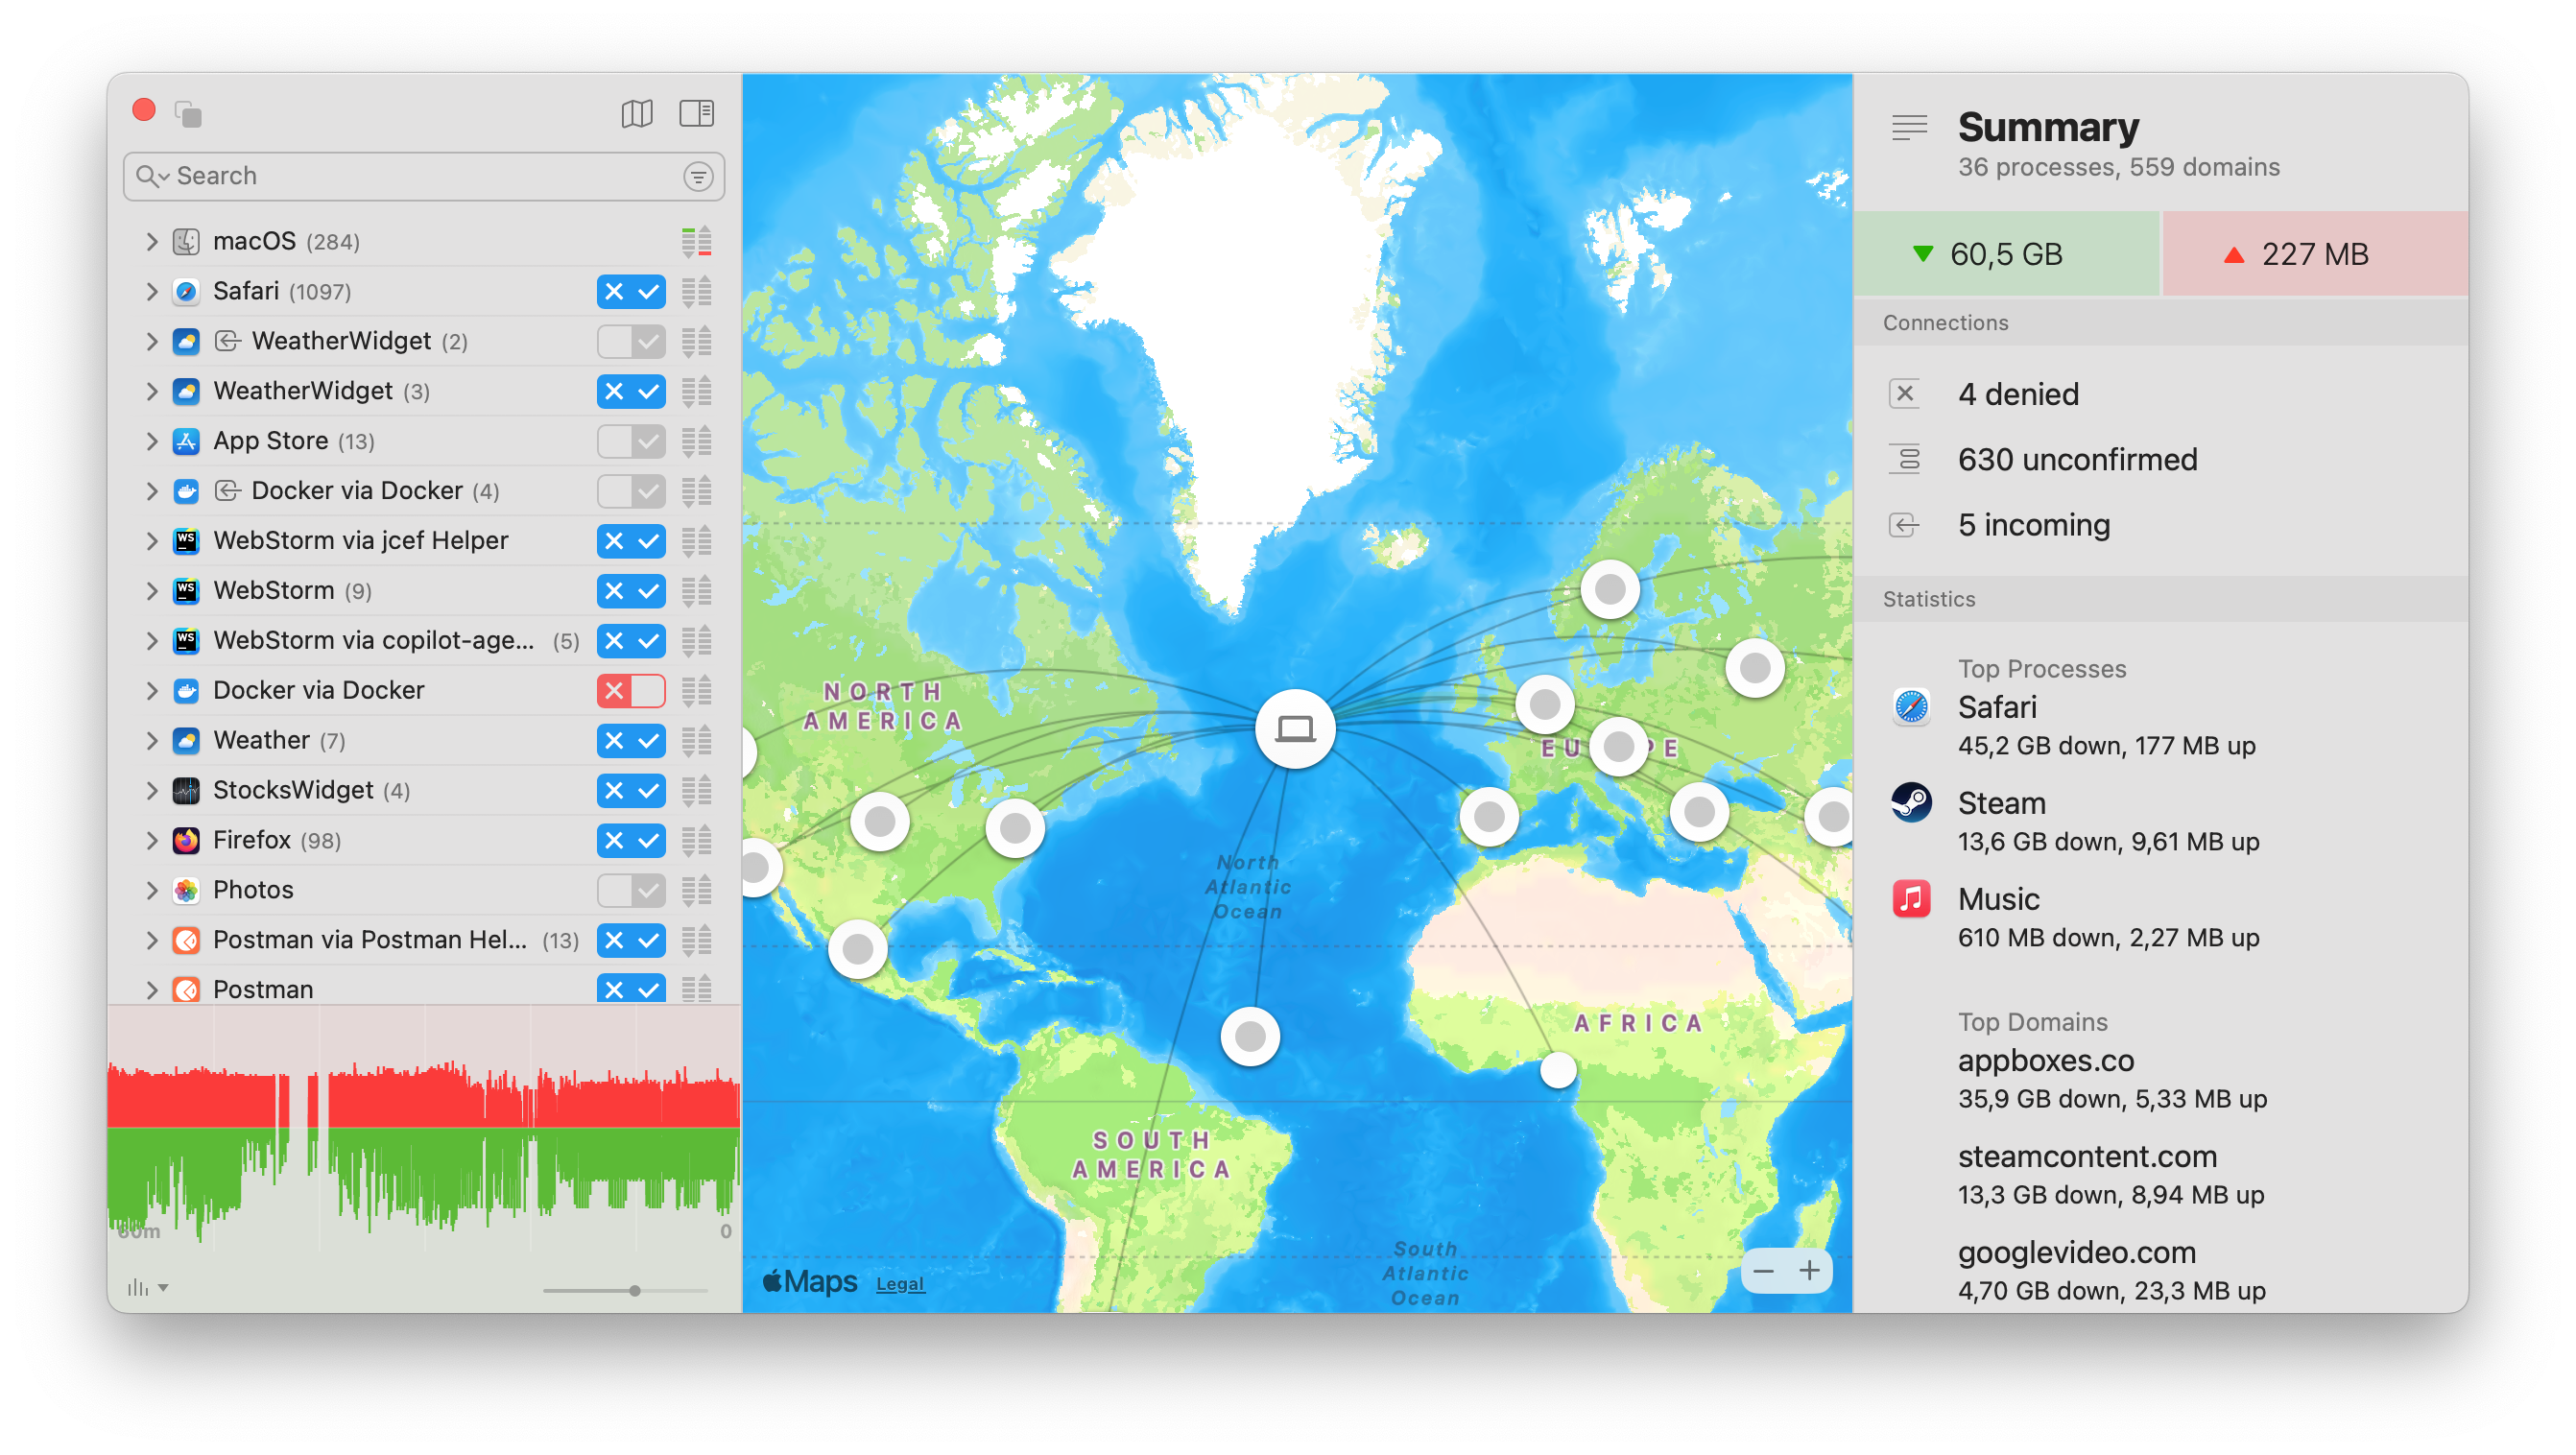 Search
macOS (284)
Safari (1097)
WeatherWidget (2)
WeatherWidget (3)
App Store (13)
Docker via Docker (4)
WebStorm via jcef Helper
WebStorm (9)
WebStorm via copilot-age... (5)
Docker via Docker
Weather (7)
StocksWidget (4)
Firefox (98)
Photos
Postman via Postman Hel... (13)
Postman
60m
0
NORTH
AMERICA
North
Atlantic
Ocean
AFRICA
SOUTH
AMERICA
South
Atlantic
Ocean
Maps
Legal
Summary
36 processes, 559 domains
60,5 GB
227 MB
Connections
4 denied
630 unconfirmed
5 incoming
Statistics
Top Processes
Safari
45,2 GB down, 177 MB up
Steam
13,6 GB down, 9,61 MB up
Music
610 MB down, 2,27 MB up
Top Domains
appboxes.co
35,9 GB down, 5,33 MB up
steamcontent.com
13,3 GB down, 8,94 MB up
googlevideo.com
4,70 GB down, 23,3 MB up